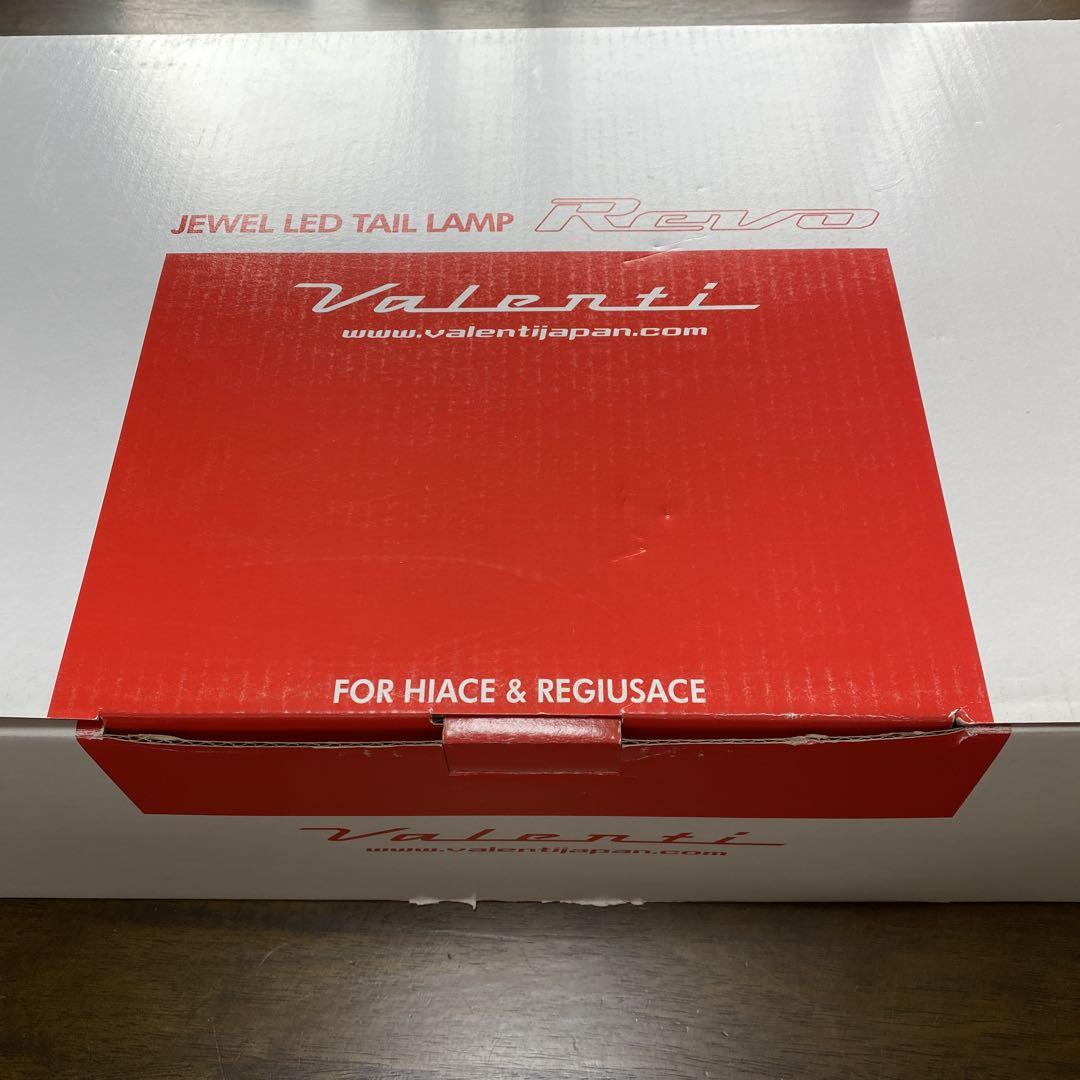 JEWEL LED TAIL LAMP Revo
Valenti
www.valentijapan.com
FOR HIACE & REGIUSACE
Valenti
www.valentijapan.com